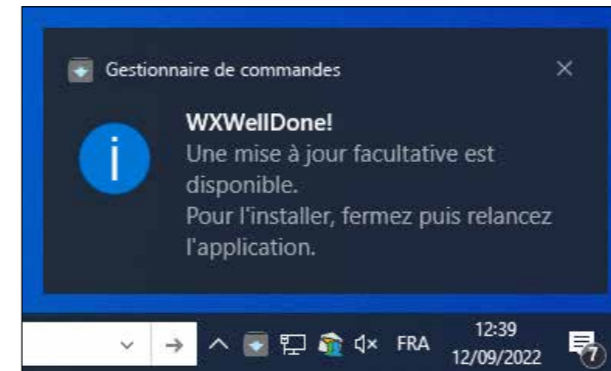 Gestionnaire de commandes
WXWellDone!
Une mise à jour facultative est
disponible.
Pour l'installer, fermez puis relancez
l'application.
FRA
12:39
12/09/2022
7